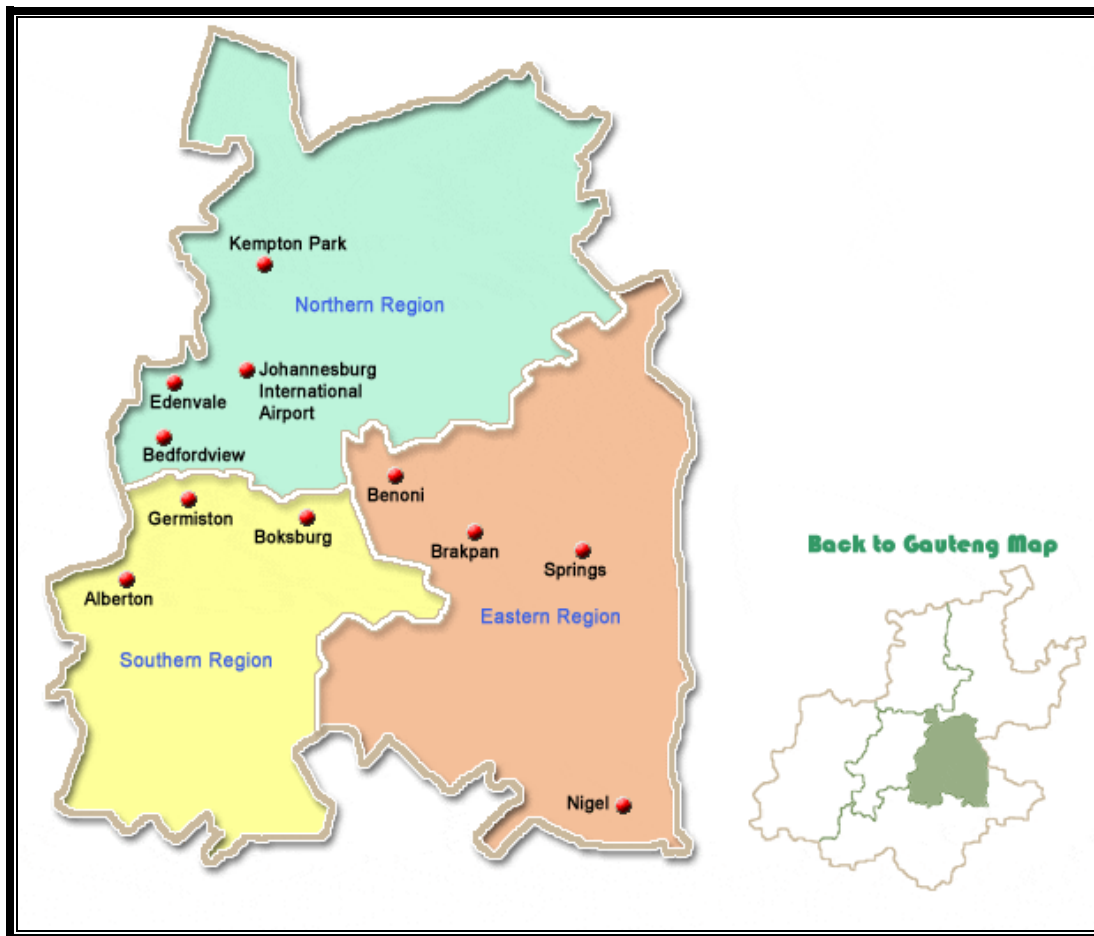 Kempton Park
Northern Region
Johannesburg
International
Airport
Edenvale
Bedfordview
Benoni
Germiston
Boksburg
Brakpan
Springs
Alberton
Eastern Region
Southern Region
Nigel
Back to Gauteng Map